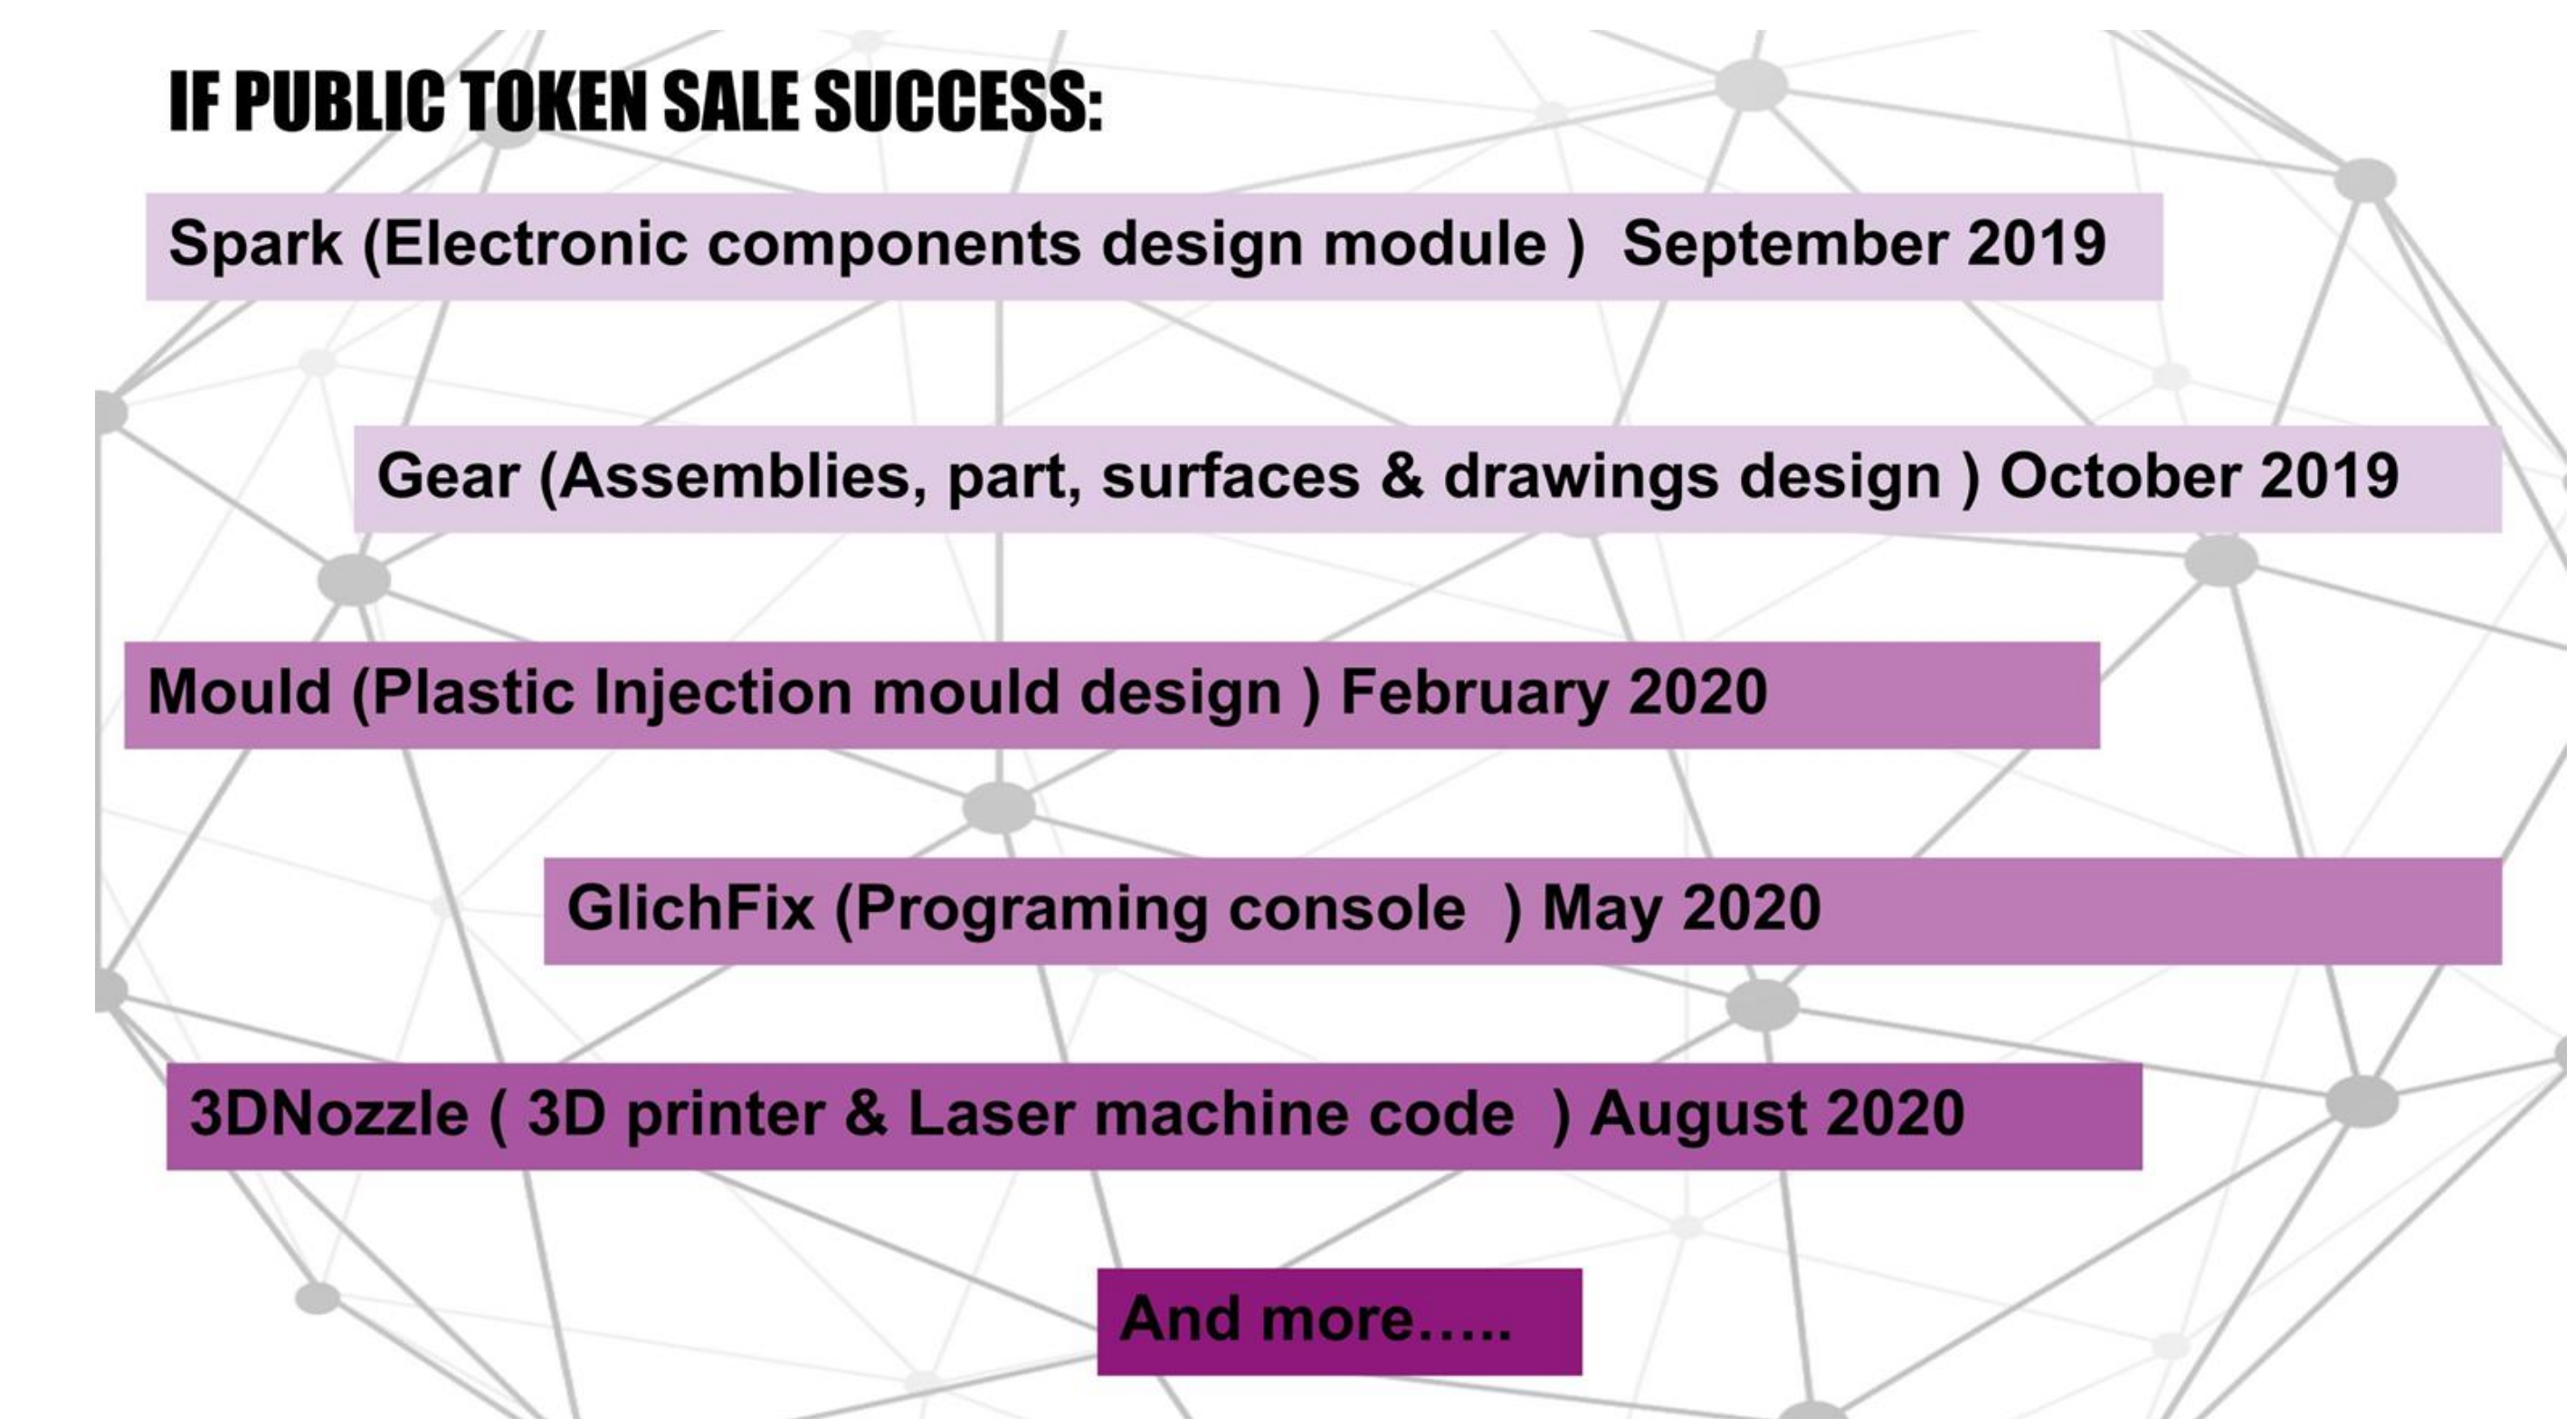 IF PUBLIC TOKEN SALE SUCCESS:
Spark (Electronic components design module )  September 2019
Gear (Assemblies, part, surfaces & drawings design ) October 2019
Mould (Plastic Injection mould design ) February 2020
GlichFix (Programing console  ) May 2020
3DNozzle ( 3D printer & Laser machine code  ) August 2020
And more…..